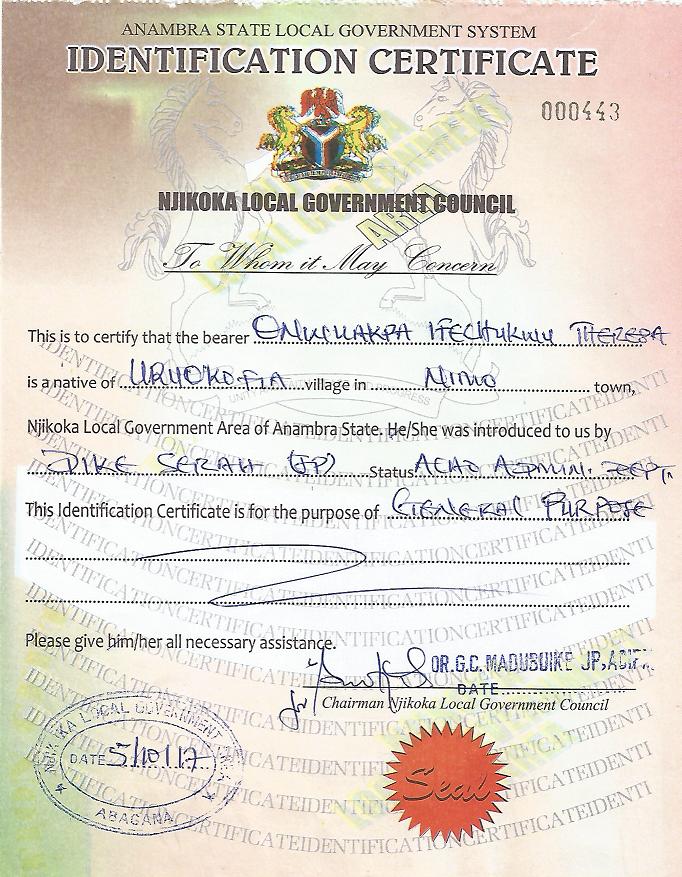 ANAMBRA STATE LOCAL GOVERNMENT SYSTEM
IDENTIFICATION CERTIFICATE
000443
NJIKOKA LOCAL GOVERNMENT COUNCIL
To Whom it May Concern
This is to certify that the bearer ONWUAKPA IFECHUKWU THERESA
is a native of URUOKOFIA village in NIMO town,
Njikoka Local Government Area of Anambra State. He/She was introduced to us by
DIKE SERAH (JP) Status AEHO ADMIN. DEPT.
This Identification Certificate is for the purpose of GENERAL PURPOSE
Please give him/her all necessary assistance.
DR.G.C. MADUBUIKE JP,
DATE
Chairman Njikoka Local Government Council
NJIKOKA LOCAL GOVERNMENT
DATE 5/10/17
ABAGANA
Seal